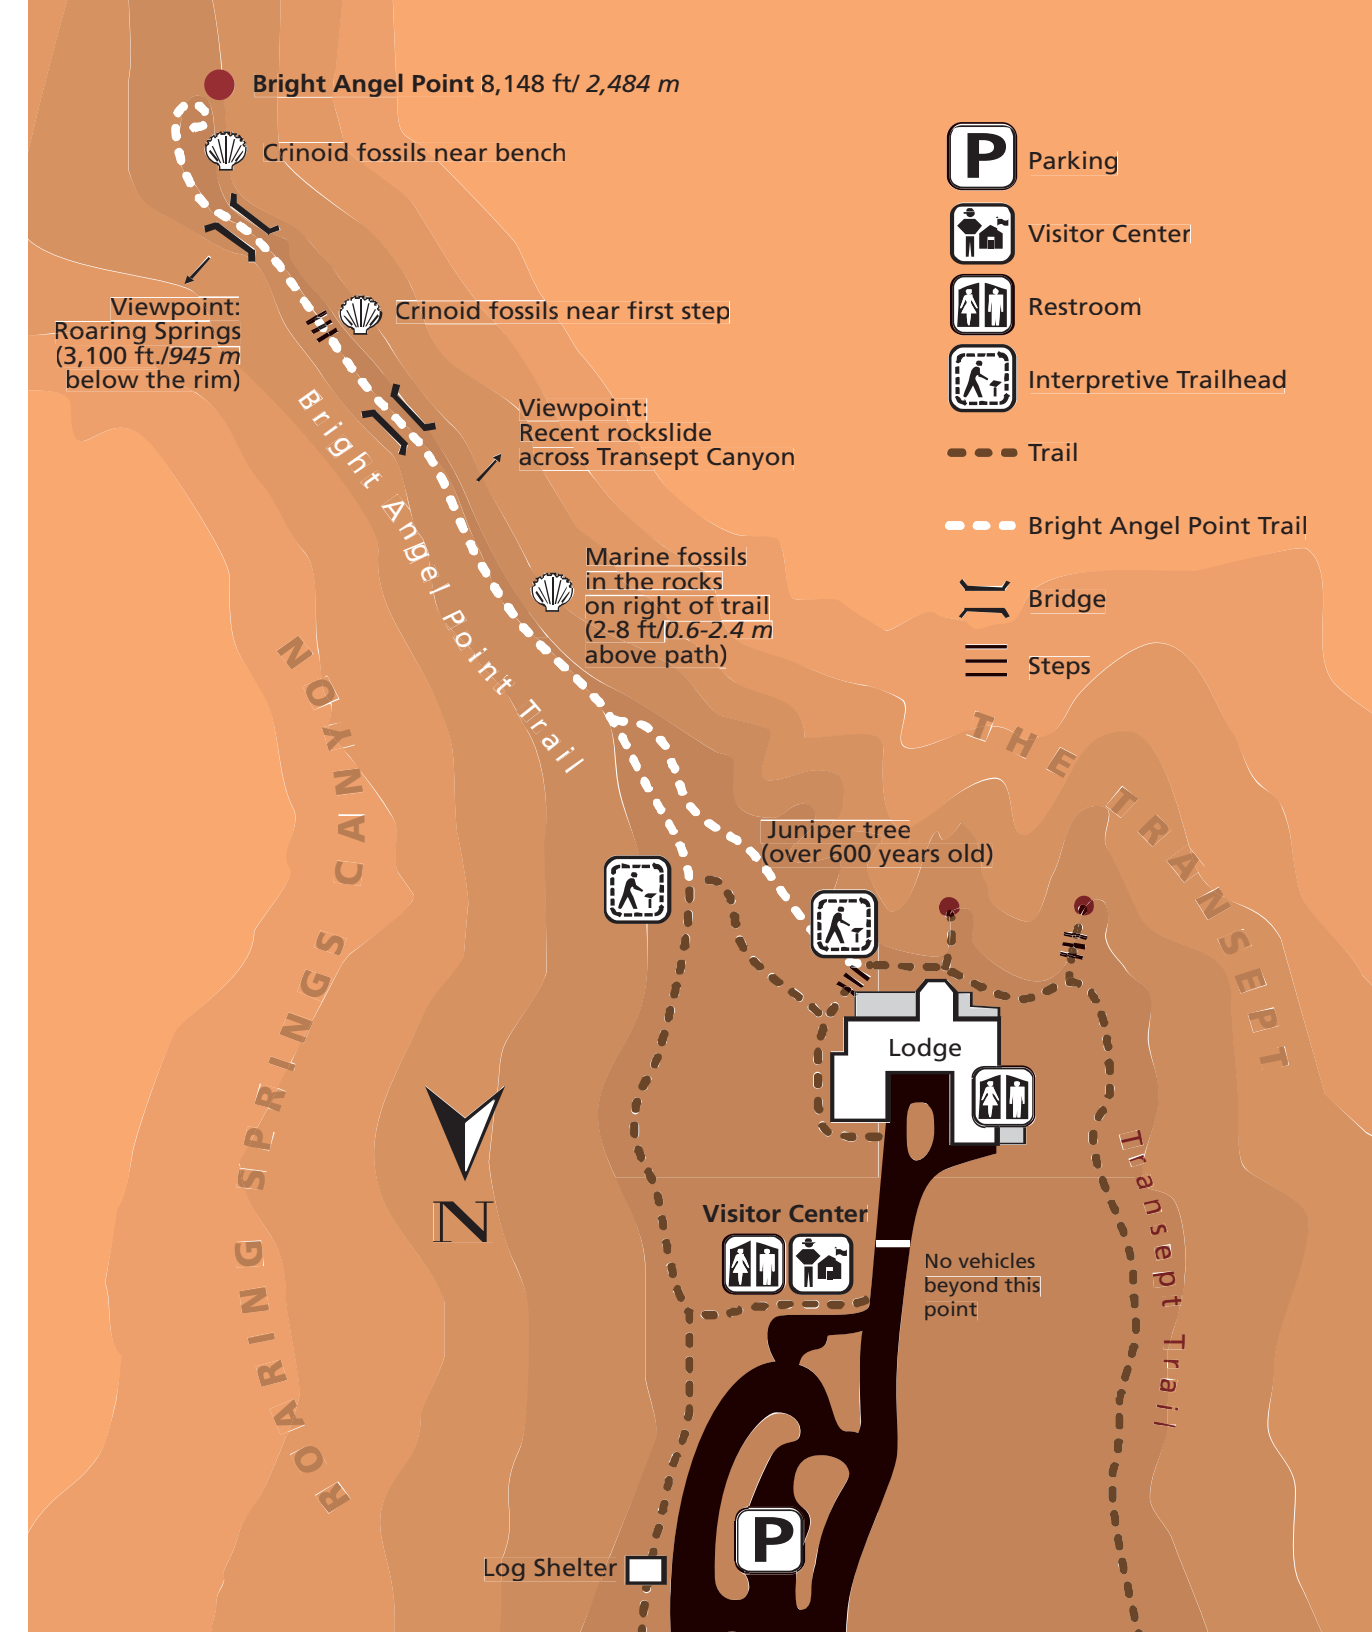 Bright Angel Point 8,148 ft/ 2,484 m
Crinoid fossils near bench
Viewpoint:
Roaring Springs
(3,100 ft./945 m
below the rim)
Crinoid fossils near first step
Viewpoint:
Recent rockslide
across Transept Canyon
Bright Angel Point Trail
Marine fossils
in the rocks
on right of trail
(2-8 ft/0.6-2.4 m
above path)
P
Parking
Visitor Center
Restroom
Interpretive Trailhead
Trail
Bright Angel Point Trail
Bridge
Steps
THE TRANSEPT
ROARING SPRINGS CANYON
Juniper tree
(over 600 years old)
Lodge
N
Visitor Center
No vehicles
beyond this
point
Transept Trail
P
Log Shelter